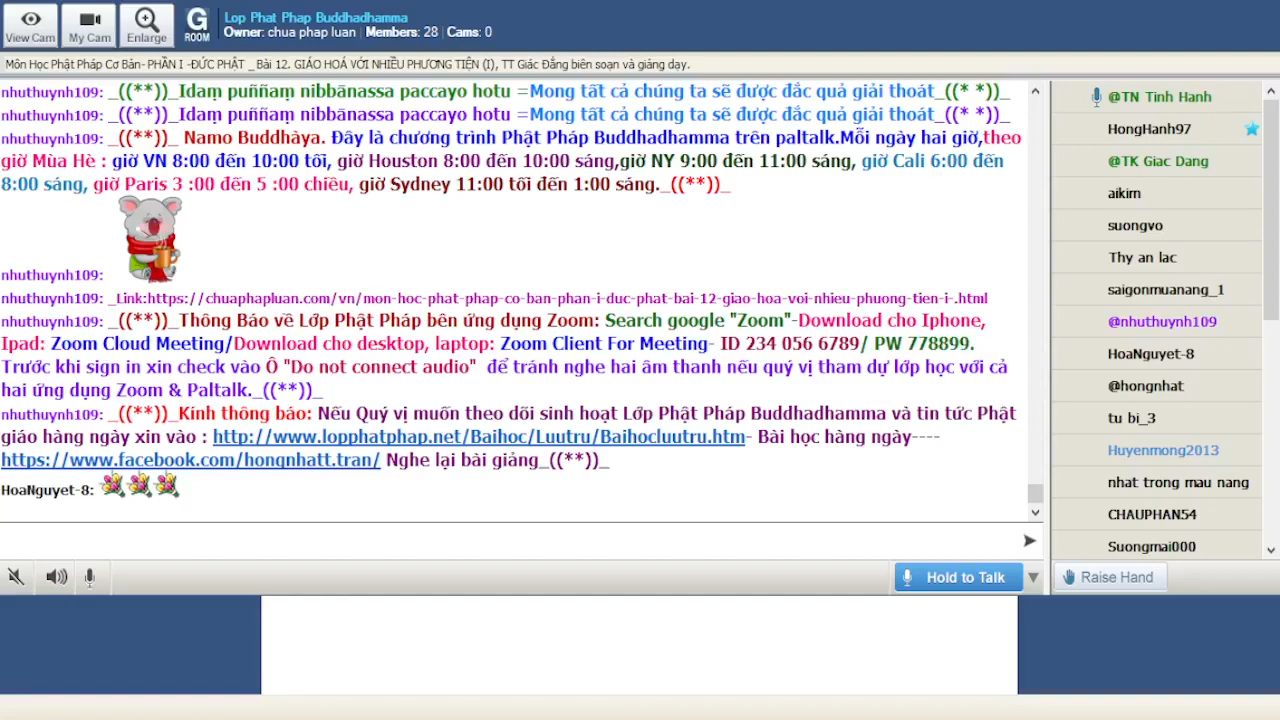 View Cam
My Cam
Enlarge
G
ROOM
Lop Phat Phap Buddhadhamma
Owner: chua phap luan | Members: 28 | Cams: 0
Môn Học Phật Pháp Cơ Bản- PHẦN I -ĐỨC PHẬT _ Bài 12. GIÁO HOÁ VỚI NHIỀU PHƯƠNG TIỆN (I), TT Giác Đẳng biên soạn và giảng dạy.
nhuthuynh109: _((**))_Idaṃ puññaṃ nibbānassa paccayo hotu =Mong tất cả chúng ta sẽ được đắc quả giải thoát_((* *))_
nhuthuynh109: _((**))_Idaṃ puññaṃ nibbānassa paccayo hotu =Mong tất cả chúng ta sẽ được đắc quả giải thoát_((* *))_
nhuthuynh109: _((**))_ Namo Buddhàya. Đây là chương trình Phật Pháp Buddhadhamma trên paltalk.Mỗi ngày hai giờ,theo
giờ Mùa Hè : giờ VN 8:00 đến 10:00 tối, giờ Houston 8:00 đến 10:00 sáng,giờ NY 9:00 đến 11:00 sáng, giờ Cali 6:00 đến
8:00 sáng, giờ Paris 3 :00 đến 5 :00 chiều, giờ Sydney 11:00 tối đến 1:00 sáng._((**))_
nhuthuynh109:
nhuthuynh109: _Link:https://chuaphapluan.com/vn/mon-hoc-phat-phap-co-ban-phan-i-duc-phat-bai-12-giao-hoa-voi-nhieu-phuong-tien-i-.html
nhuthuynh109: _((**))_Thông Báo về Lớp Phật Pháp bên ứng dụng Zoom: Search google "Zoom"-Download cho Iphone,
Ipad: Zoom Cloud Meeting/Download cho desktop, laptop: Zoom Client For Meeting- ID 234 056 6789/ PW 778899.
Trước khi sign in xin check vào Ô "Do not connect audio"  để tránh nghe hai âm thanh nếu quý vị tham dự lớp học với cả
hai ứng dụng Zoom & Paltalk._((**))_
nhuthuynh109: _((**))_Kính thông báo: Nếu Quý vị muốn theo dõi sinh hoạt Lớp Phật Pháp Buddhadhamma và tin tức Phật
giáo hàng ngày xin vào : http://www.lopphatphap.net/Baihoc/Luutru/Baihocluutru.htm- Bài học hàng ngày----
https://www.facebook.com/hongnhatt.tran/ Nghe lại bài giảng_((**))_
HoaNguyet-8:
@TN Tinh Hanh
HongHanh97
@TK Giac Dang
aikim
suongvo
Thy an lac
saigonmuanang_1
@nhuthuynh109
HoaNguyet-8
@hongnhat
tu bi_3
Huyenmong2013
nhat trong mau nang
CHAUPHAN54
Suongmai000
Hold to Talk
Raise Hand